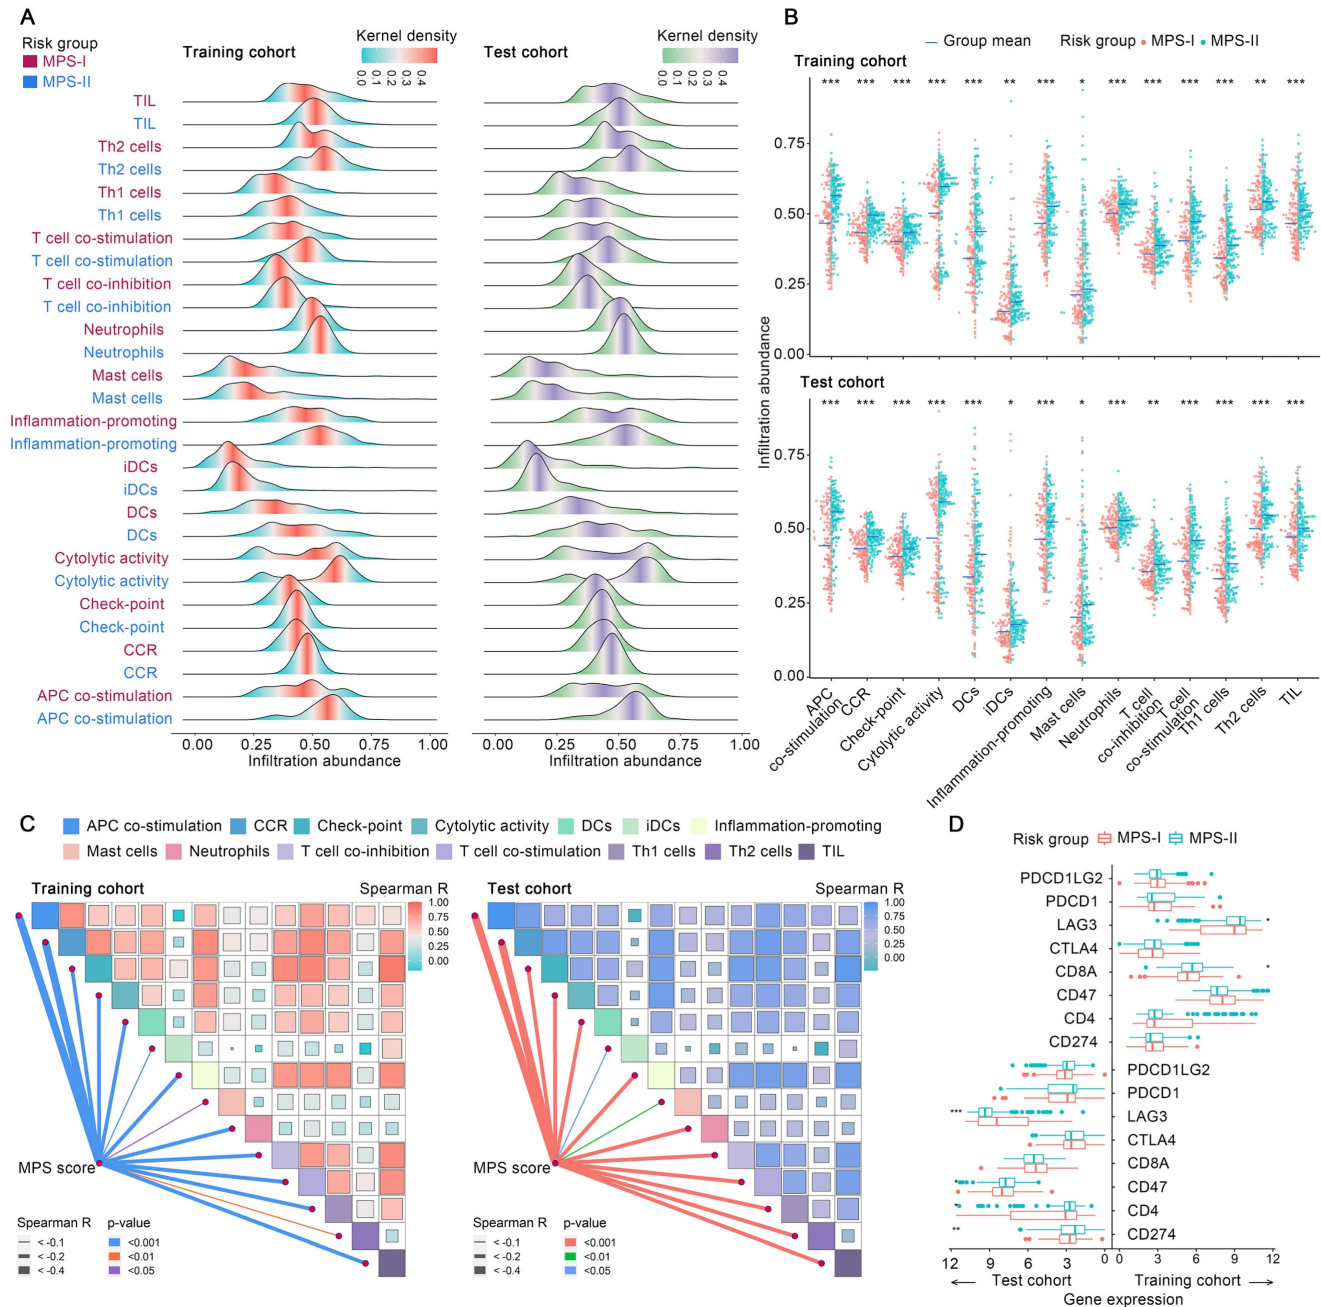 A
Risk group
MPS-I
MPS-II
Training cohort
Kernel density
0.0
0.1
0.2
0.3
0.4
Test cohort
Kernel density
0.0
0.1
0.2
0.3
0.4
TIL
TIL
Th2 cells
Th2 cells
Th1 cells
Th1 cells
T cell co-stimulation
T cell co-stimulation
T cell co-inhibition
T cell co-inhibition
Neutrophils
Neutrophils
Mast cells
Mast cells
Inflammation-promoting
Inflammation-promoting
iDCs
iDCs
DCs
DCs
Cytolytic activity
Cytolytic activity
Check-point
Check-point
CCR
CCR
APC co-stimulation
APC co-stimulation
0.00 0.25 0.50 0.75 1.00
Infiltration abundance
0.00 0.25 0.50 0.75 1.00
Infiltration abundance
B
Group mean Risk group MPS-I MPS-II
Training cohort
*** *** *** *** *** ** *** * *** *** *** *** ** ***
0.75
0.50
0.25
0.00
Infiltration abundance
Test cohort
*** *** *** *** *** * *** * *** ** *** *** *** ***
0.75
0.50
0.25
0.00
APC
co-stimulation
CCR
Check-point
Cytolytic activity
DCs
iDCs
Inflammation-promoting
Mast cells
Neutrophils
T cell
co-inhibition
T cell
co-stimulation
Th1 cells
Th2 cells
TIL
C
APC co-stimulation CCR Check-point Cytolytic activity DCs iDCs Inflammation-promoting
Mast cells Neutrophils T cell co-inhibition T cell co-stimulation Th1 cells Th2 cells TIL
Training cohort
Spearman R
1.00
0.75
0.50
0.25
0.00
MPS score
Spearman R
< -0.1
< -0.2
< -0.4
p-value
<0.001
<0.01
<0.05
Test cohort
Spearman R
1.00
0.75
0.50
0.25
0.00
MPS score
Spearman R
< -0.1
< -0.2
< -0.4
p-value
<0.001
<0.01
<0.05
D
Risk group MPS-I MPS-II
PDCD1LG2
PDCD1
LAG3 *
CTLA4
CD8A *
CD47
CD4
CD274
PDCD1LG2
PDCD1
*** LAG3
CTLA4
CD8A
* CD47
* CD4
** CD274
12 9 6 3 0 0 3 6 9 12
Test cohort Training cohort
Gene expression